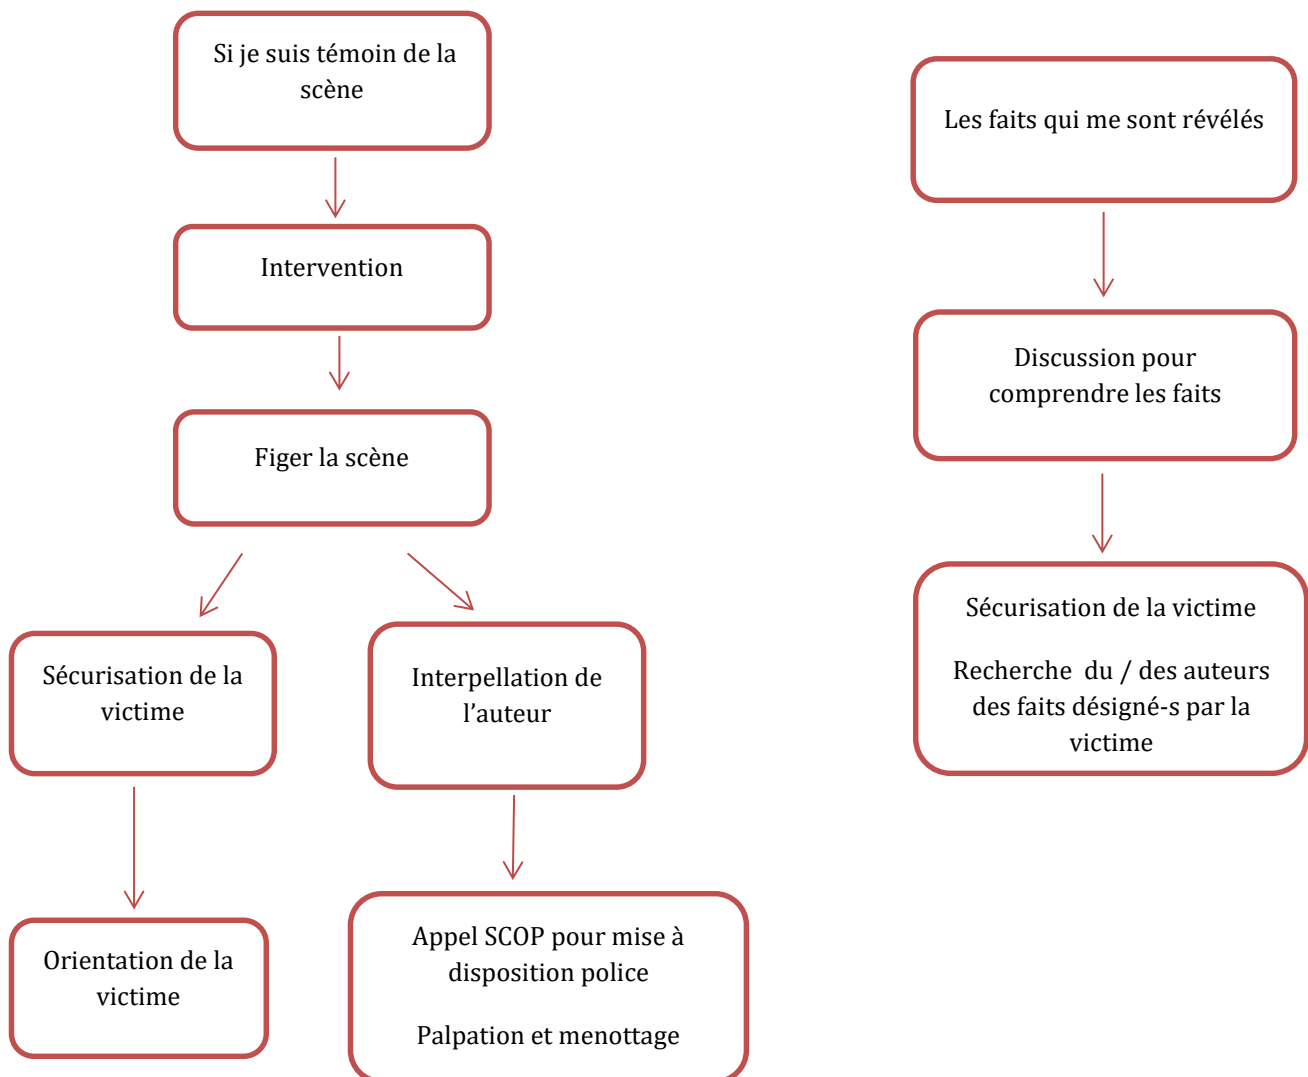 Si je suis témoin de la
scène
Intervention
Figer la scène
Sécurisation de la
victime
Interpellation de
l’auteur
Orientation de la
victime
Appel SCOP pour mise à
disposition police
Palpation et menottage
Les faits qui me sont révélés
Discussion pour
comprendre les faits
Sécurisation de la victime
Recherche du / des auteurs
des faits désigné-s par la
victime